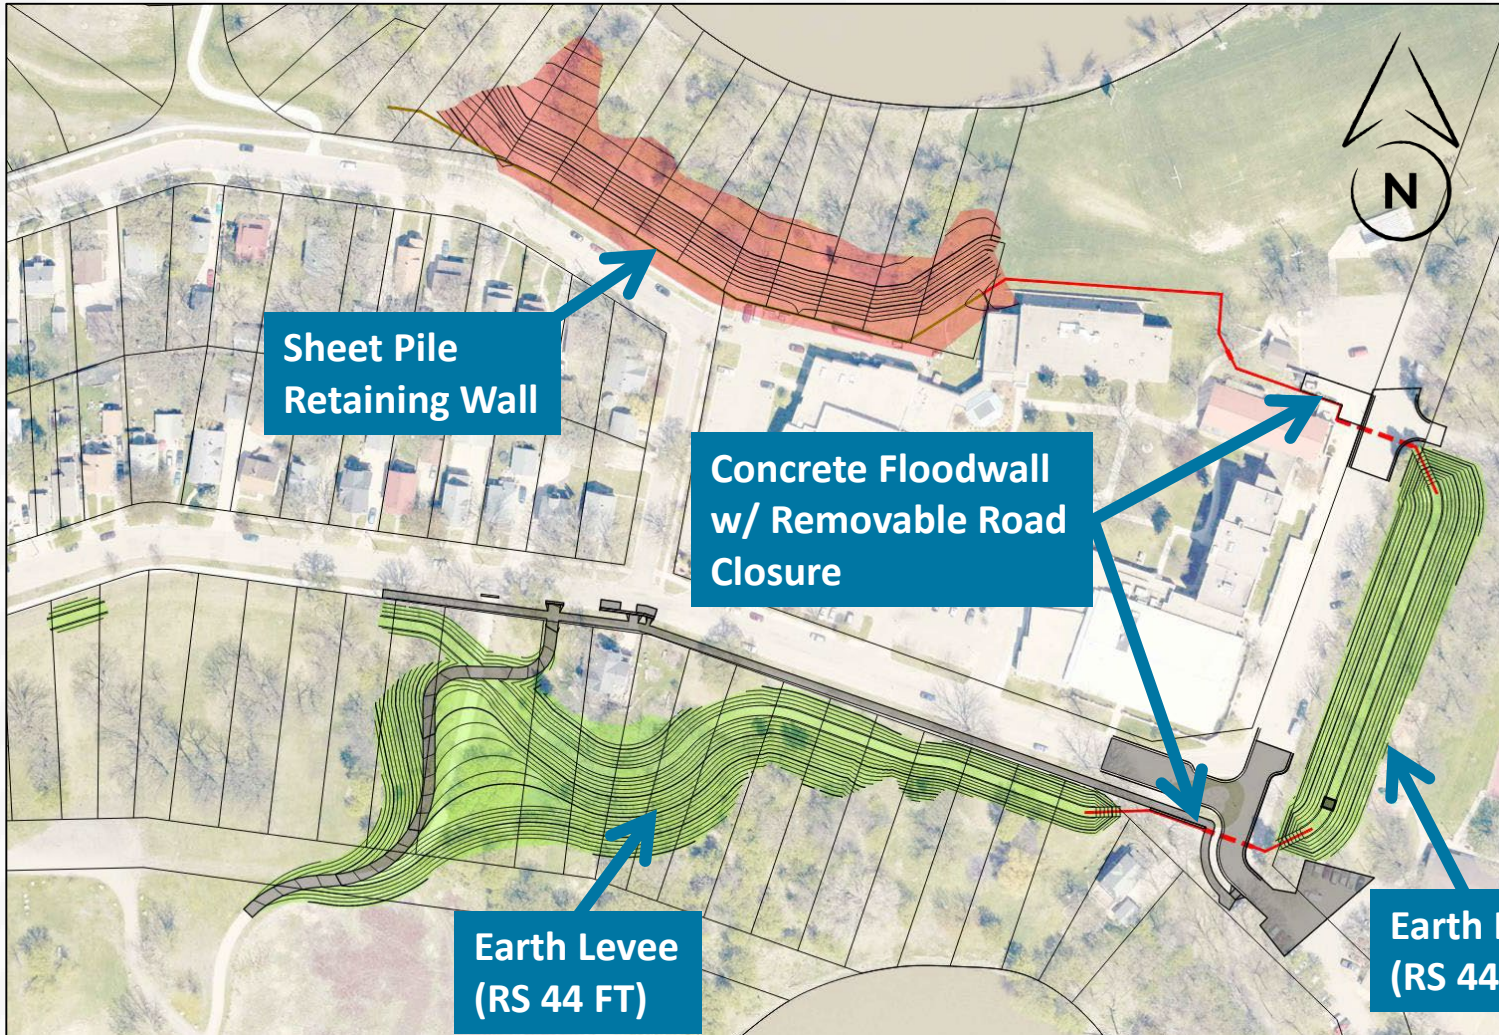 N
Sheet Pile
Retaining Wall
Concrete Floodwall
w/ Removable Road
Closure
Earth Levee
(RS 44 FT)
Earth
(RS 44